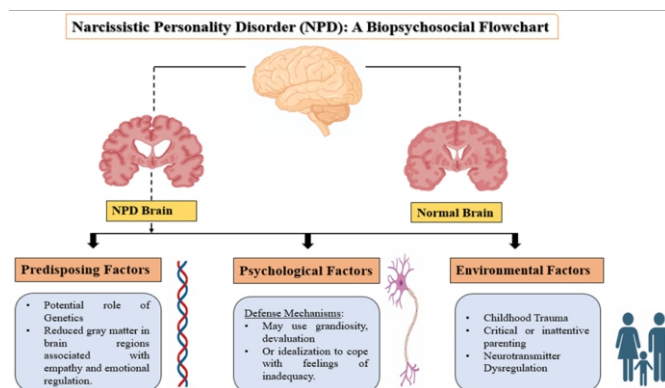 Narcissistic Personality Disorder (NPD): A Biopsychosocial Flowchart
NPD Brain
Normal Brain
Predisposing Factors
• Potential role of
Genetics
• Reduced gray matter in
brain regions
associated with
empathy and emotional
regulation.
Psychological Factors
Defense Mechanisms:
• May use grandiosity,
devaluation
• Or idealization to cope
with feelings of
inadequacy.
Environmental Factors
• Childhood Trauma
• Critical or inattentive
parenting
• Neurotransmitter
Dysregulation